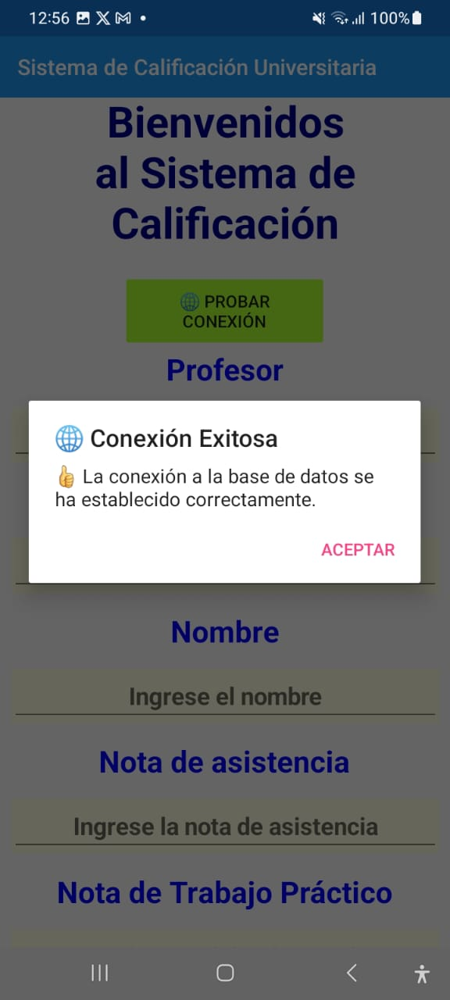 12:56
100%
Sistema de Calificación Universitaria
Bienvenidos
al Sistema de
Calificación
PROBAR
CONEXIÓN
Profesor
Conexión Exitosa
La conexión a la base de datos se
ha establecido correctamente.
ACEPTAR
Nombre
Ingrese el nombre
Nota de asistencia
Ingrese la nota de asistencia
Nota de Trabajo Práctico